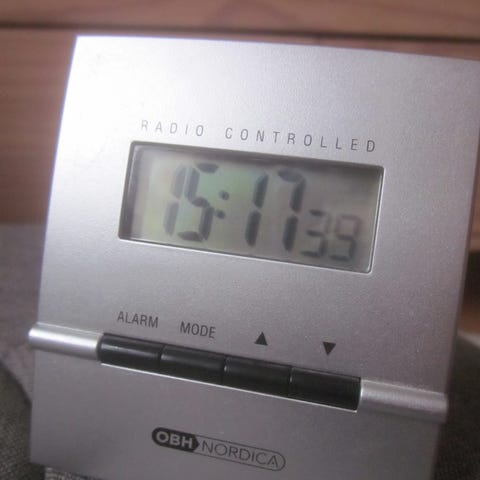 RADIO CONTROLLED
15:17 39
ALARM MODE ▲ ▼
OBH NORDICA